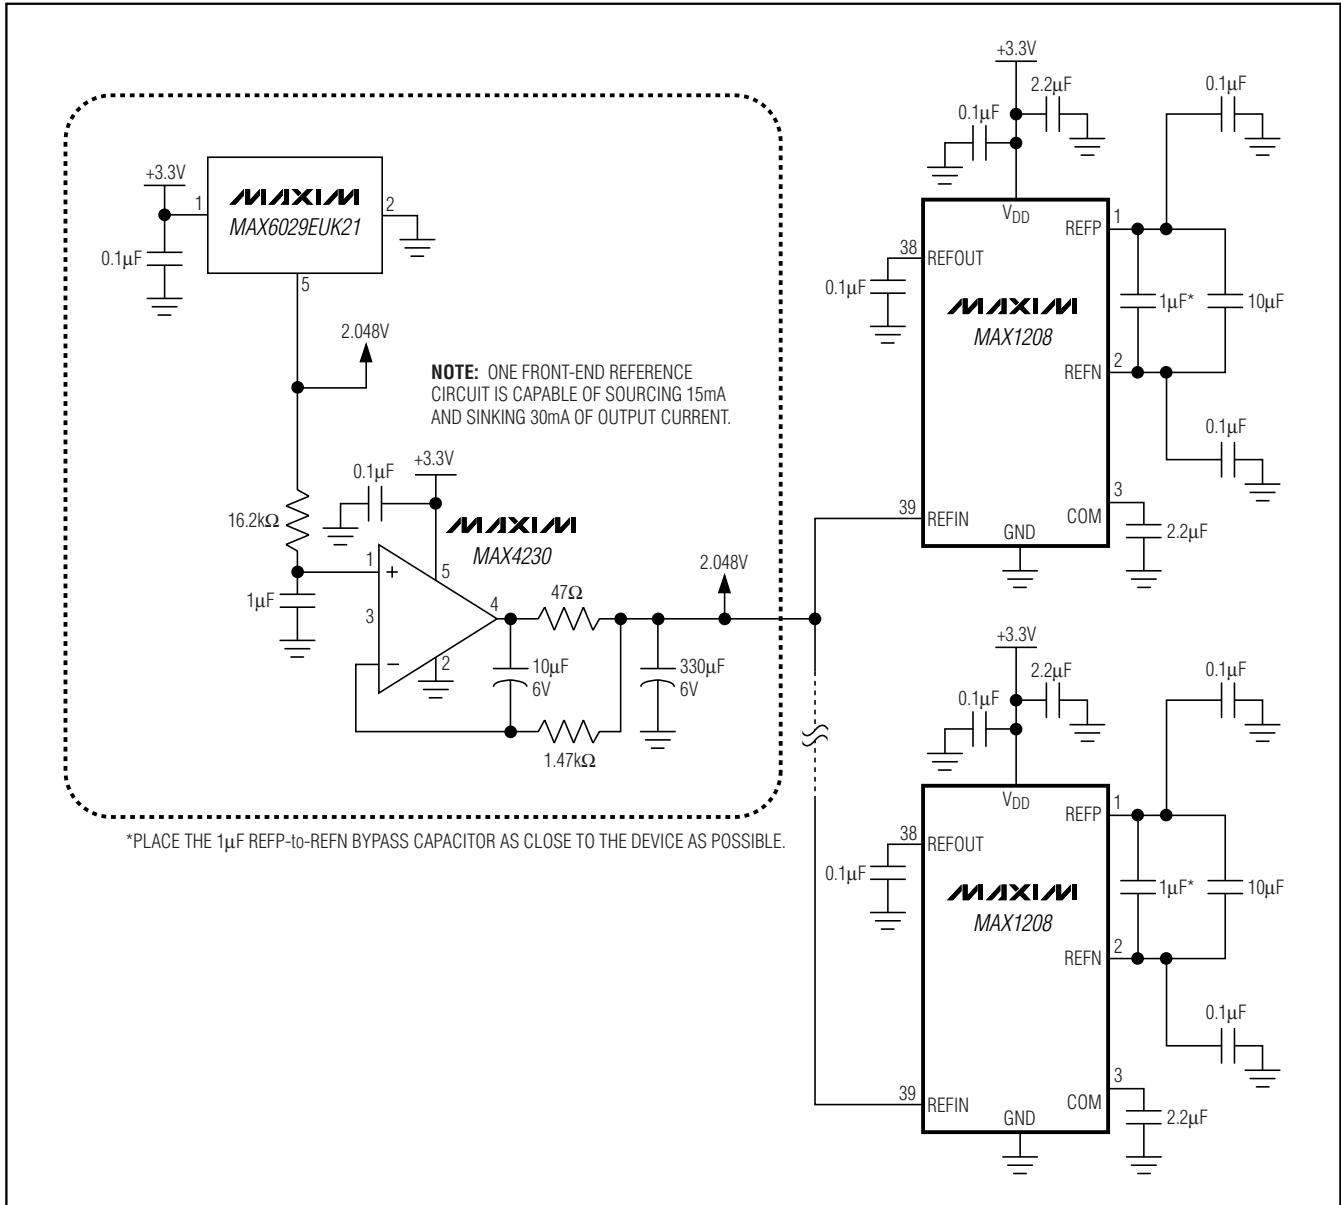 +3.3V
1
MAXIM
MAX6029EUK21
2
0.1µF
5
2.048V
NOTE: ONE FRONT-END REFERENCE
CIRCUIT IS CAPABLE OF SOURCING 15mA
AND SINKING 30mA OF OUTPUT CURRENT.
16.2kΩ
1µF
0.1µF
+3.3V
MAXIM
MAX4230
1
+
5
3
4
−
2
47Ω
10µF
6V
1.47kΩ
330µF
6V
2.048V
*PLACE THE 1µF REFP-to-REFN BYPASS CAPACITOR AS CLOSE TO THE DEVICE AS POSSIBLE.
+3.3V
2.2µF
0.1µF
0.1µF
VDD
REFP
1
38
REFOUT
0.1µF
MAXIM
MAX1208
1µF*
10µF
REFN
2
0.1µF
3
COM
2.2µF
39
REFIN
GND
+3.3V
2.2µF
0.1µF
0.1µF
VDD
REFP
1
38
REFOUT
0.1µF
MAXIM
MAX1208
1µF*
10µF
REFN
2
0.1µF
3
COM
2.2µF
39
REFIN
GND